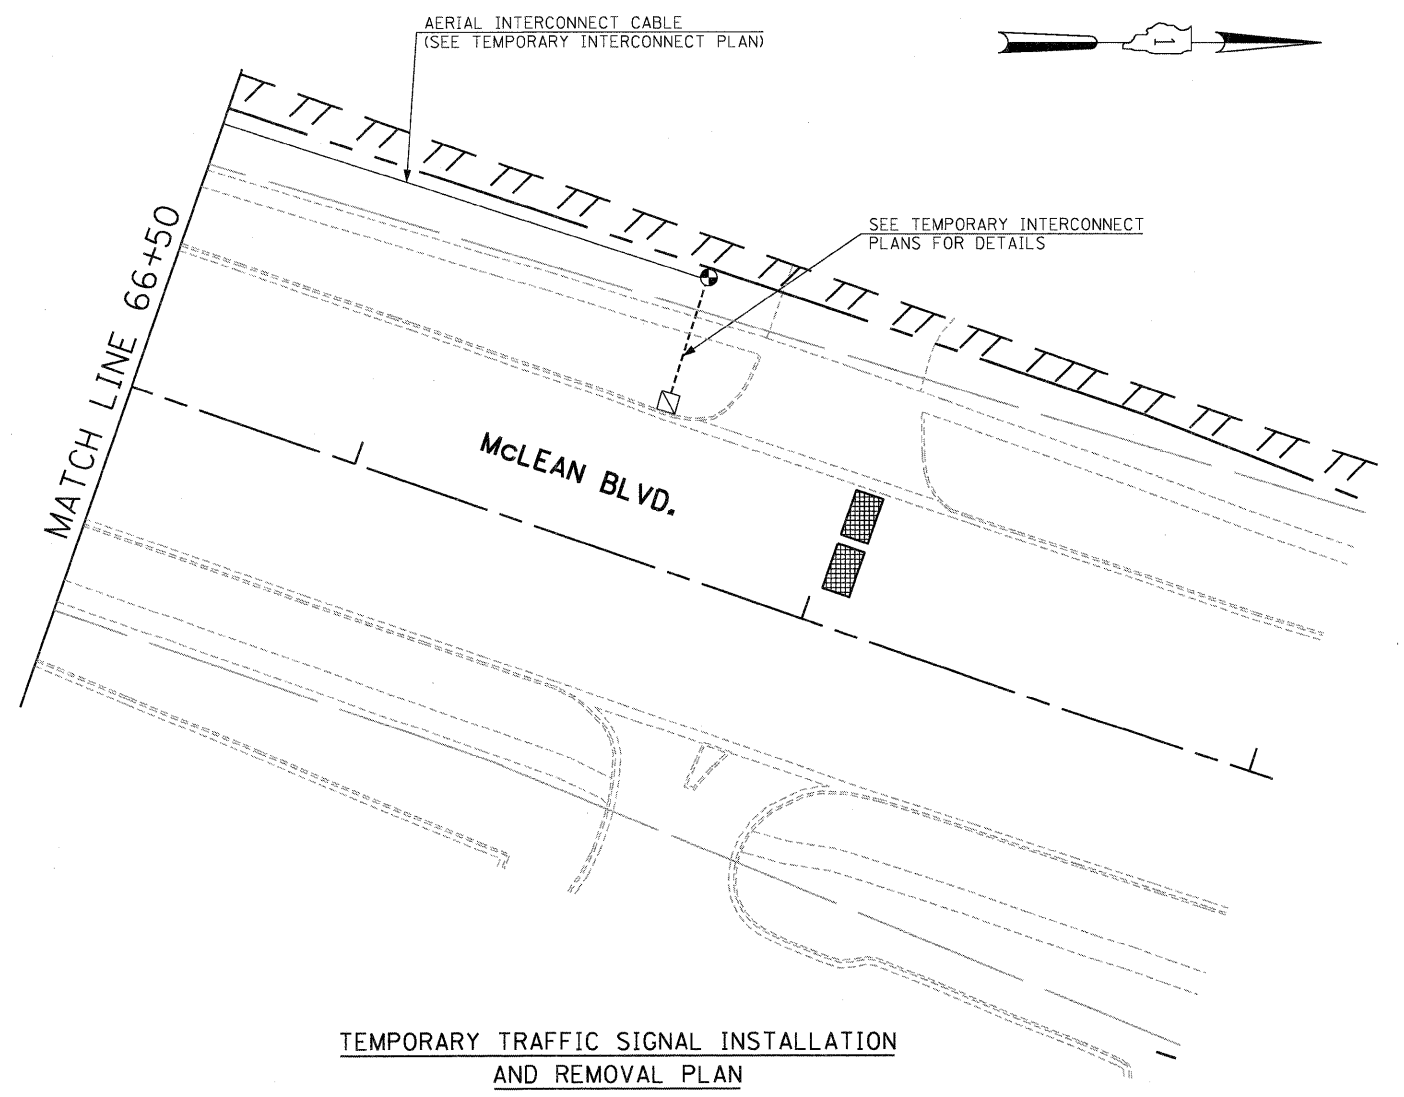 AERIAL INTERCONNECT CABLE
(SEE TEMPORARY INTERCONNECT PLAN)
SEE TEMPORARY INTERCONNECT
PLANS FOR DETAILS
MATCH LINE 66+50
McLEAN BLVD.
TEMPORARY TRAFFIC SIGNAL INSTALLATION
AND REMOVAL PLAN